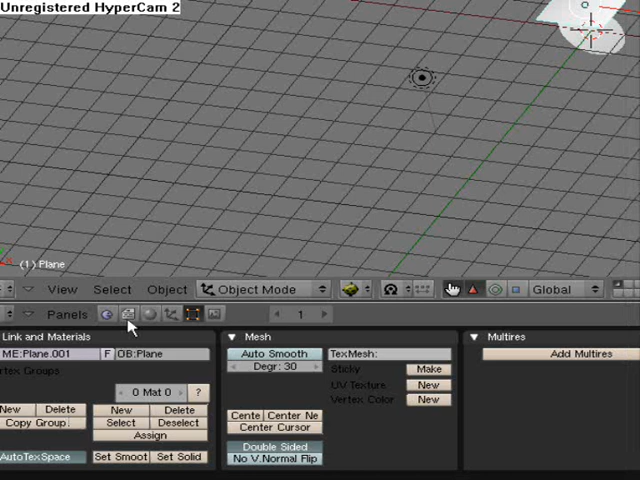 Unregistered HyperCam 2
(1) Plane
View Select Object Object Mode Global
Panels 1
Link and Materials Mesh Multires
ME:Plane.001 F OB:Plane Auto Smooth TexMesh: Add Multires
Degr: 30 Sticky Make
rtex Groups UV Texture New
0 Mat 0 ? Vertex Color New
New Delete New Delete Cente Center Ne
Copy Group Select Deselect Center Cursor
Assign
Double Sided
AutoTexSpace Set Smoot Set Solid No V.Normal Flip